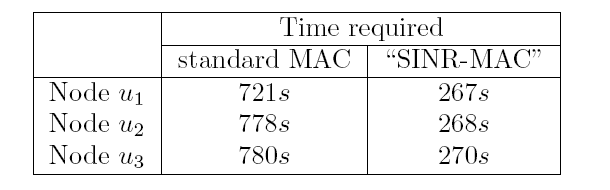 Time required
standard MAC “SINR-MAC”
Node u1 721s 267s
Node u2 778s 268s
Node u3 780s 270s